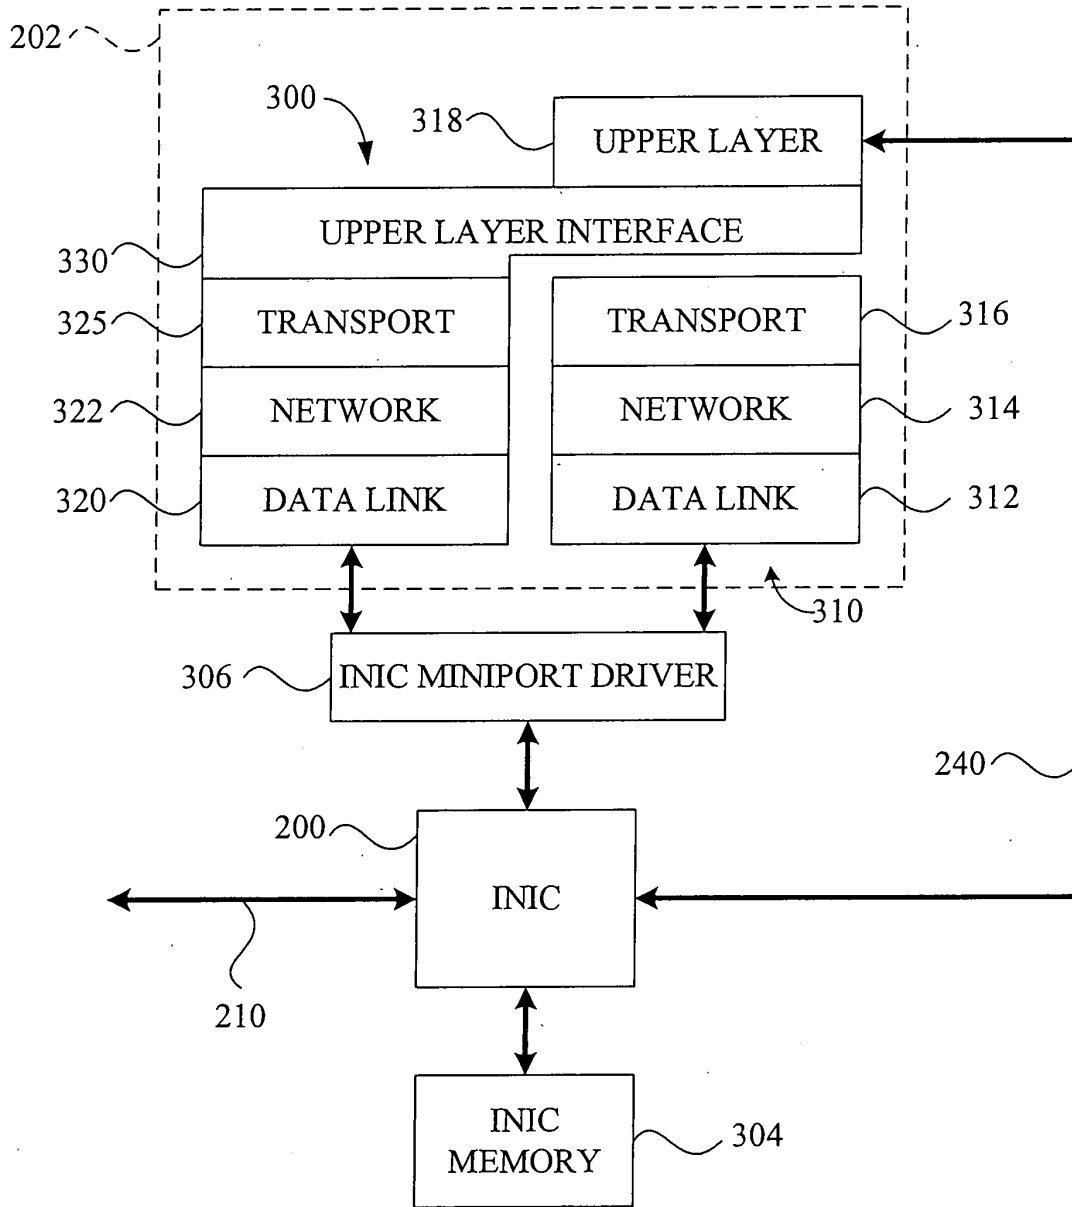 202
300
318
UPPER LAYER
UPPER LAYER INTERFACE
330
325
TRANSPORT
TRANSPORT
316
322
NETWORK
NETWORK
314
320
DATA LINK
DATA LINK
312
310
306
INIC MINIPORT DRIVER
240
200
INIC
210
INIC
MEMORY
304